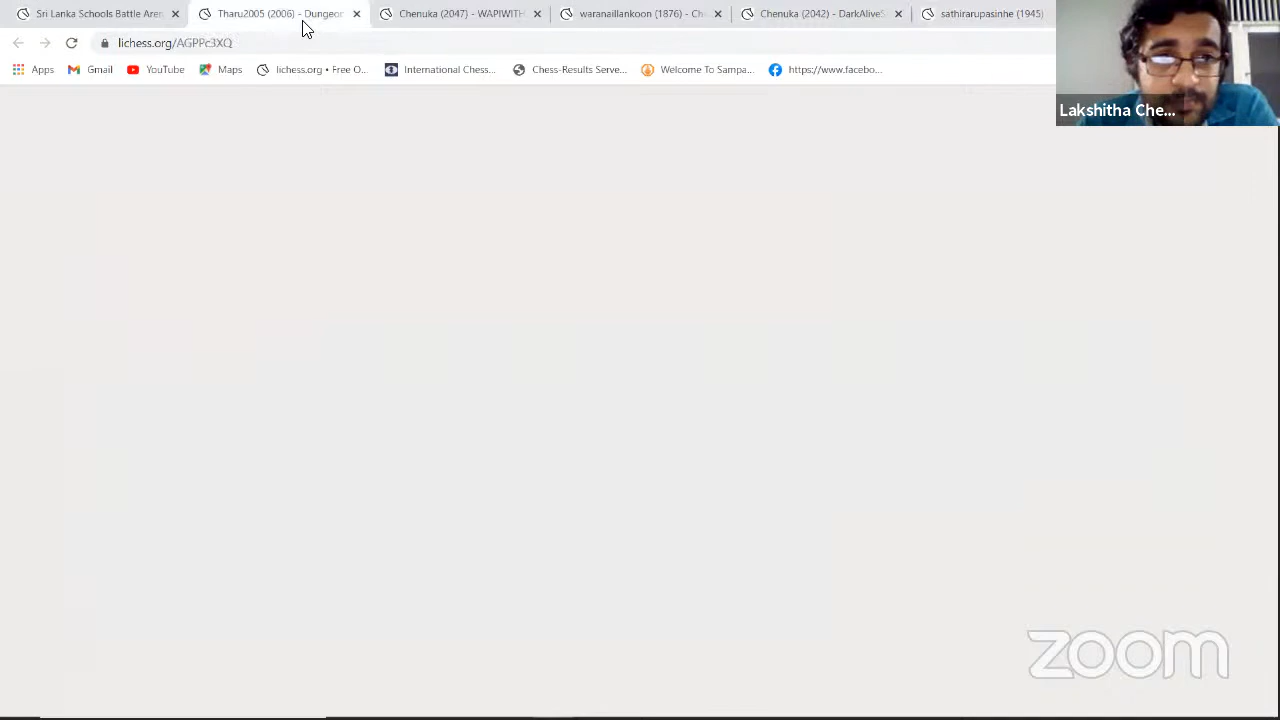 Sri Lanka Schools Battle Aren
Tharu2005 (2006) - Dungeor
Chenuka (2047) - WAPIWITH
waranaillankoon (1876) - Ch
Chenuka (2042) - DarkAlive5
sathirarupasinhe (1945)
lichess.org/AGPPc3XQ
Apps
Gmail
YouTube
Maps
lichess.org • Free O...
International Chess...
Chess-Results Serve...
Welcome To Sampa...
https://www.facebo...
Lakshitha Che...
zoom